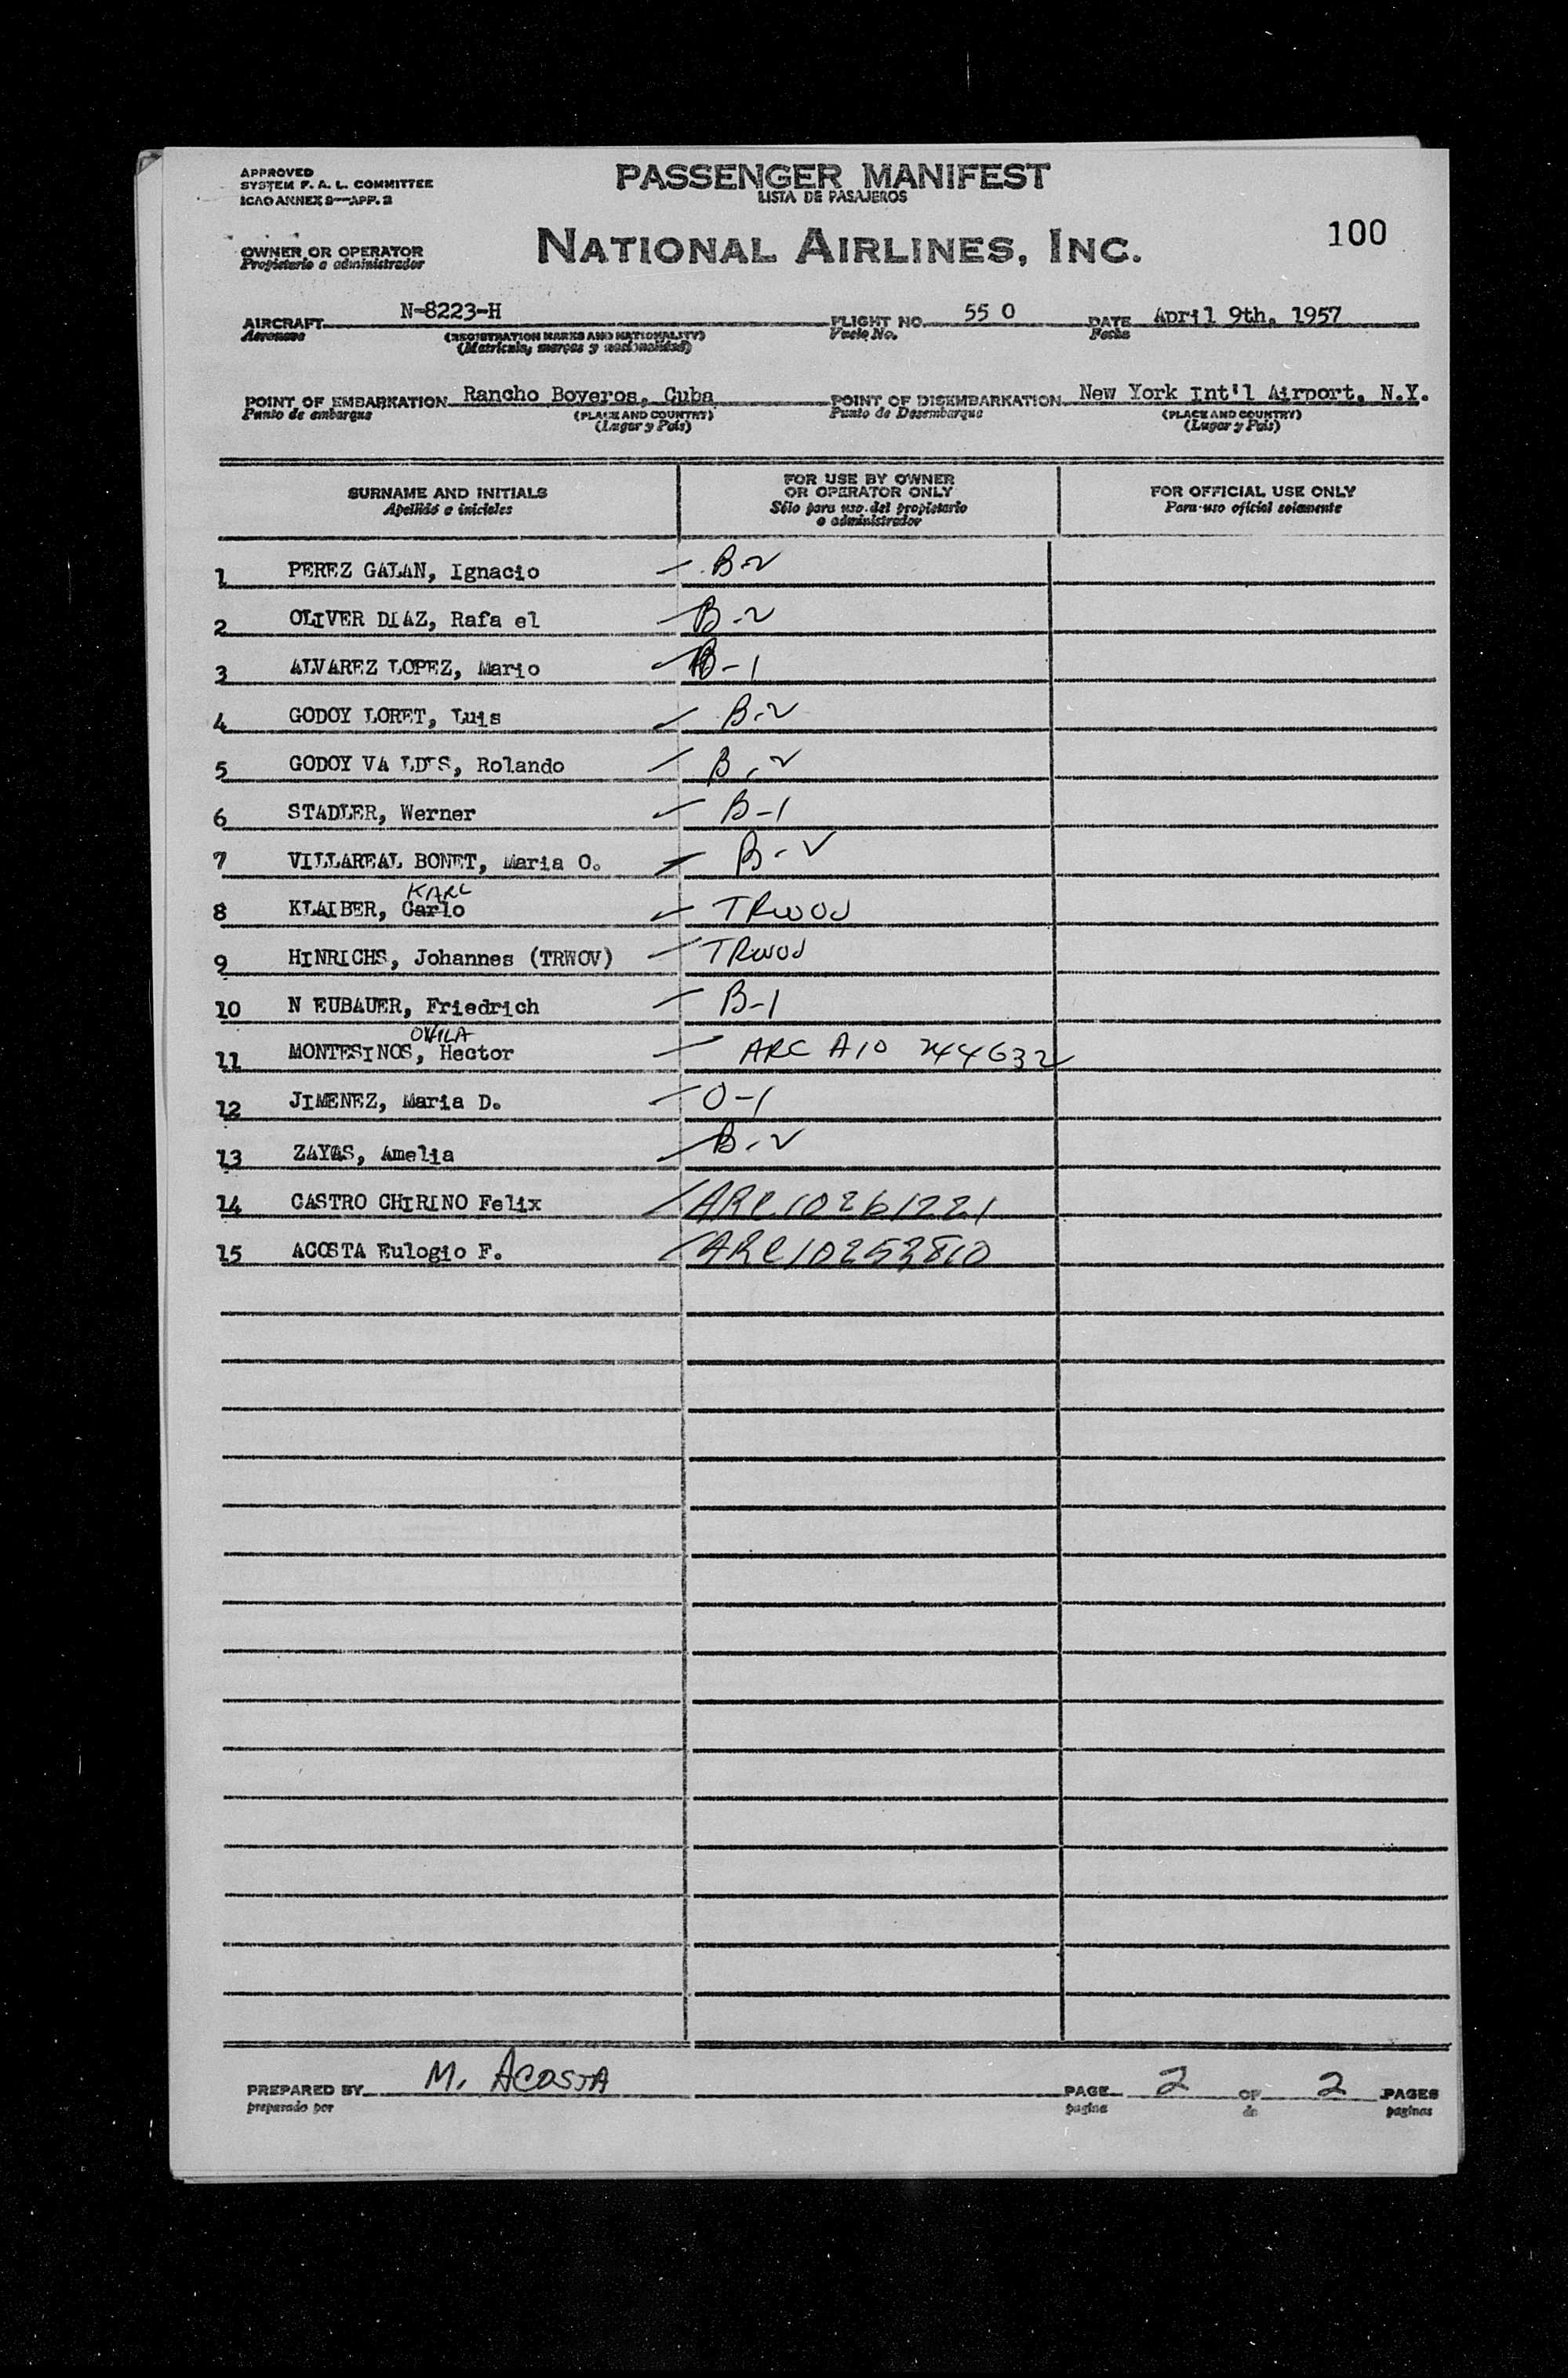 APPROVED
SYSTEM F. A. L. COMMITTEE
ICAO ANNEX 9—APP. 2
PASSENGER MANIFEST
LISTA DE PASAJEROS
100
OWNER OR OPERATOR
Propietario o administrador
NATIONAL AIRLINES, INC.
AIRCRAFT N-8223-H FLIGHT NO. 55 0 DATE April 9th, 1957
Aeronave (REGISTRATION MARKS AND NATIONALITY) Vuelo No. Fecha
(Matricula, marcas y nacionalidad)
POINT OF EMBARKATION Rancho Boyeros, Cuba POINT OF DISEMBARKATION New York Int'l Airport, N.Y.
Punto de embarque (PLACE AND COUNTRY) Punto de Desembarque (PLACE AND COUNTRY)
(Lugar y Pais) (Lugar y Pais)
SURNAME AND INITIALS
Apellido e iniciales
FOR USE BY OWNER
OR OPERATOR ONLY
Sólo para uso del propietario
o administrador
FOR OFFICIAL USE ONLY
Para uso oficial solamente
1 PEREZ GALAN, Ignacio B-2
2 OLIVER DIAZ, Rafa el B-2
3 ALVAREZ LOPEZ, Mario B-1
4 GODOY LORET, Luis B-2
5 GODOY VA LDES, Rolando B-2
6 STADLER, Werner B-1
7 VILLAREAL BONET, Maria O. B-2
KARL
8 KLAIBER, Carlo TRWOV
9 HINRICHS, Johannes (TRWOV) TRWOV
10 N EUBAUER, Friedrich B-1
11 MONTESINOS, Hector ARC A10 244632
12 JIMENEZ, Maria D. O-1
13 ZAYAS, Amelia B-2
14 CASTRO CHIRINO Felix ARC10261221
15 ACOSTA Eulogio F. ARC10252810
PREPARED BY M. ACOSTA PAGE 2 OF 2 PAGES
preparado por pagina de paginas